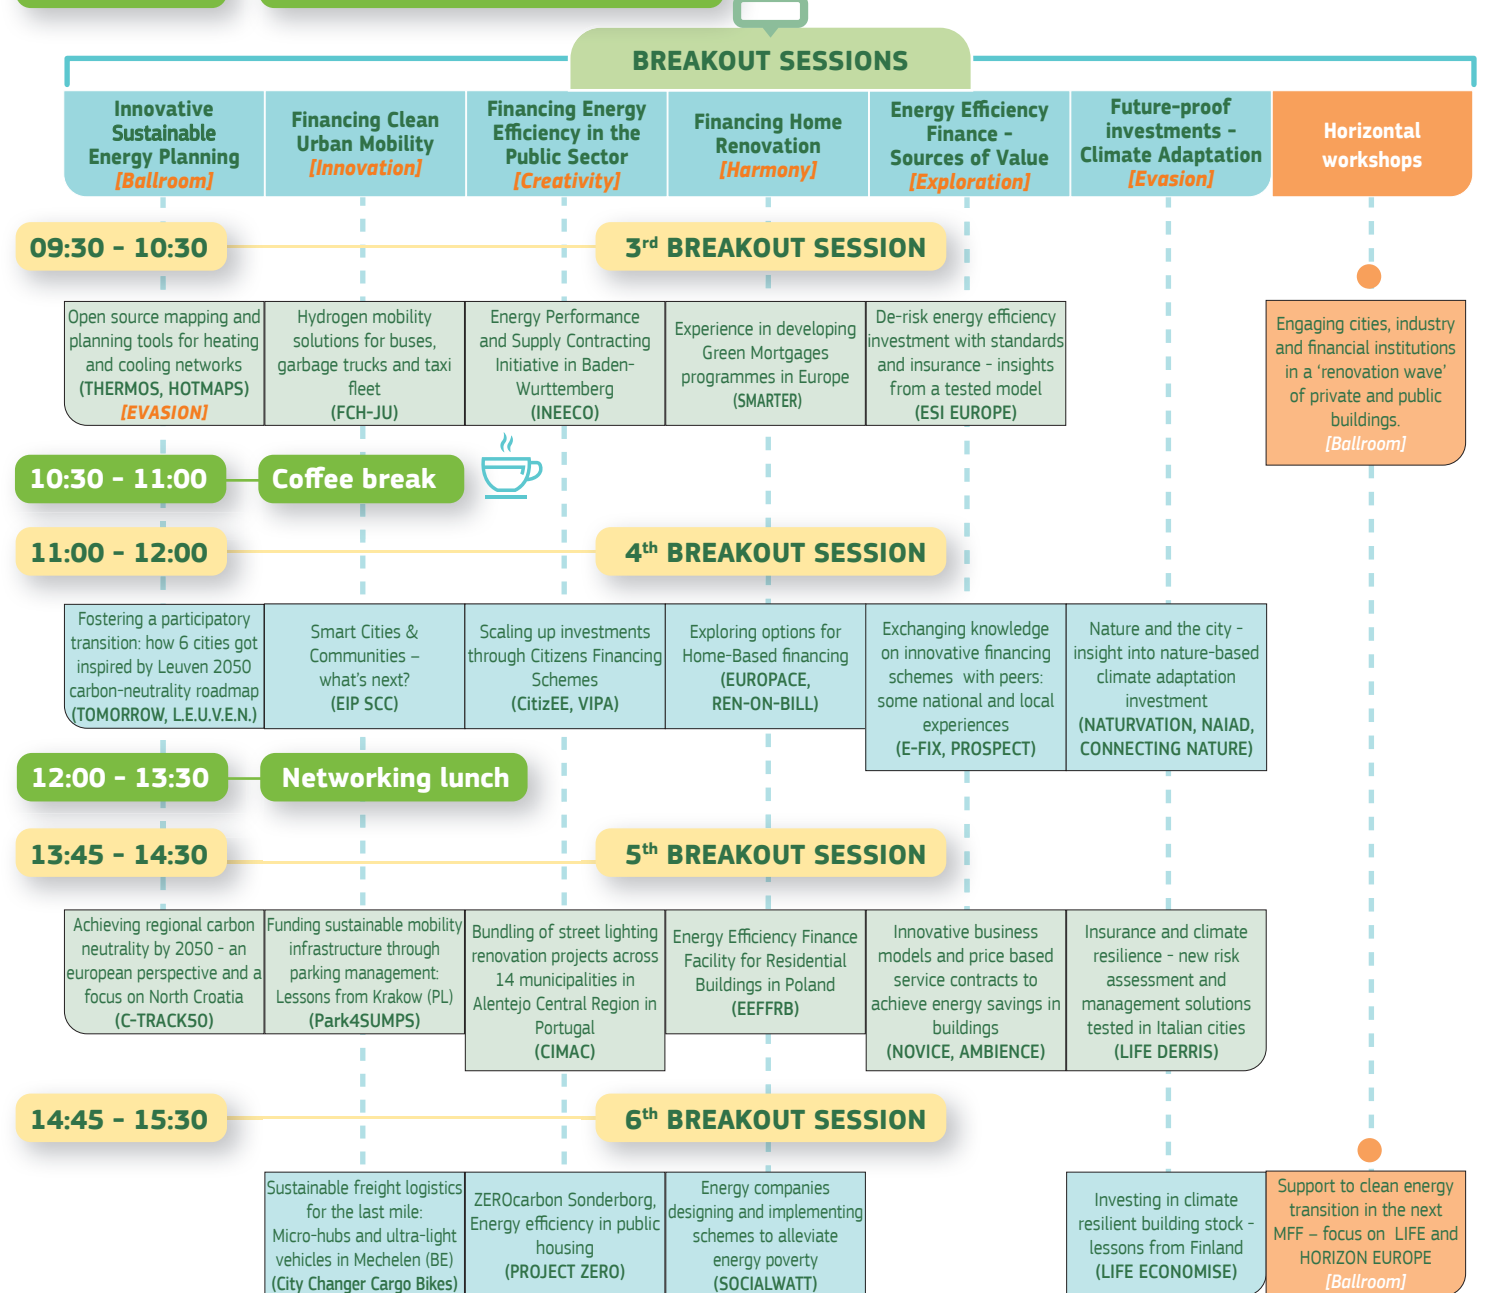 BREAKOUT SESSIONS
Innovative
Sustainable
Energy Planning
[Ballroom]
Financing Clean
Urban Mobility
[Innovation]
Financing Energy
Efficiency in the
Public Sector
[Creativity]
Financing Home
Renovation
[Harmony]
Energy Efficiency
Finance -
Sources of Value
[Exploration]
Future-proof
investments -
Climate Adaptation
[Evasion]
Horizontal
workshops
09:30 - 10:30
3rd BREAKOUT SESSION
Open source mapping and
planning tools for heating
and cooling networks
(THERMOS, HOTMAPS)
[EVASION]
Hydrogen mobility
solutions for buses,
garbage trucks and taxi
fleet
(FCH-JU)
Energy Performance
and Supply Contracting
Initiative in Baden-
Wurttemberg
(INEECO)
Experience in developing
Green Mortgages
programmes in Europe
(SMARTER)
De-risk energy efficiency
investment with standards
and insurance - insights
from a tested model
(ESI EUROPE)
Engaging cities, industry
and financial institutions
in a ‘renovation wave’
of private and public
buildings.
[Ballroom]
10:30 - 11:00
Coffee break
11:00 - 12:00
4th BREAKOUT SESSION
Fostering a participatory
transition: how 6 cities got
inspired by Leuven 2050
carbon-neutrality roadmap
(TOMORROW, L.E.U.V.E.N.)
Smart Cities &
Communities –
what's next?
(EIP SCC)
Scaling up investments
through Citizens Financing
Schemes
(CitizEE, VIPA)
Exploring options for
Home-Based financing
(EUROPACE,
REN-ON-BILL)
Exchanging knowledge
on innovative financing
schemes with peers:
some national and local
experiences
(E-FIX, PROSPECT)
Nature and the city -
insight into nature-based
climate adaptation
investment
(NATURVATION, NAIAD,
CONNECTING NATURE)
12:00 - 13:30
Networking lunch
13:45 - 14:30
5th BREAKOUT SESSION
Achieving regional carbon
neutrality by 2050 - an
european perspective and a
focus on North Croatia
(C-TRACK50)
Funding sustainable mobility
infrastructure through
parking management:
Lessons from Krakow (PL)
(Park4SUMPS)
Bundling of street lighting
renovation projects across
14 municipalities in
Alentejo Central Region in
Portugal
(CIMAC)
Energy Efficiency Finance
Facility for Residential
Buildings in Poland
(EEFFRB)
Innovative business
models and price based
service contracts to
achieve energy savings in
buildings
(NOVICE, AMBIENCE)
Insurance and climate
resilience - new risk
assessment and
management solutions
tested in Italian cities
(LIFE DERRIS)
14:45 - 15:30
6th BREAKOUT SESSION
Sustainable freight logistics
for the last mile:
Micro-hubs and ultra-light
vehicles in Mechelen (BE)
(City Changer Cargo Bikes)
ZEROcarbon Sonderborg,
Energy efficiency in public
housing
(PROJECT ZERO)
Energy companies
designing and implementing
schemes to alleviate
energy poverty
(SOCIALWATT)
Investing in climate
resilient building stock -
lessons from Finland
(LIFE ECONOMISE)
Support to clean energy
transition in the next
MFF – focus on LIFE and
HORIZON EUROPE
[Ballroom]